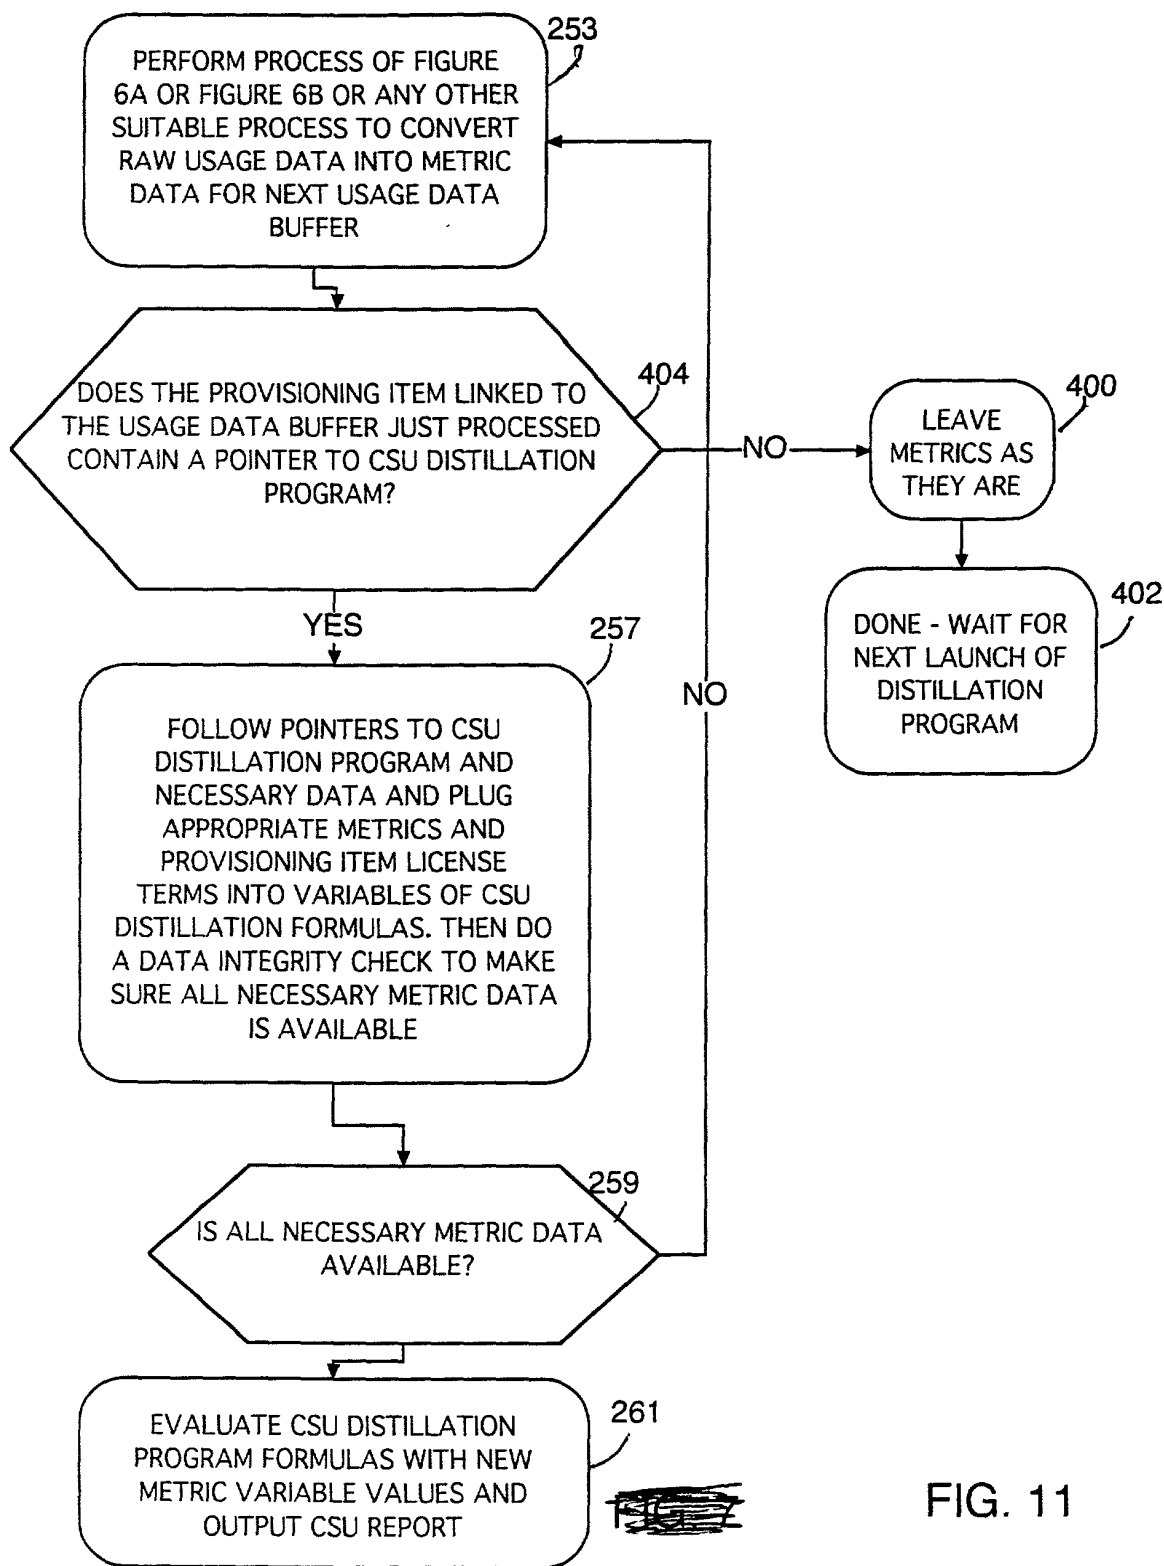 253
PERFORM PROCESS OF FIGURE
6A OR FIGURE 6B OR ANY OTHER
SUITABLE PROCESS TO CONVERT
RAW USAGE DATA INTO METRIC
DATA FOR NEXT USAGE DATA
BUFFER
404
DOES THE PROVISIONING ITEM LINKED TO
THE USAGE DATA BUFFER JUST PROCESSED
CONTAIN A POINTER TO CSU DISTILLATION
PROGRAM?
NO
400
LEAVE
METRICS AS
THEY ARE
402
DONE - WAIT FOR
NEXT LAUNCH OF
DISTILLATION
PROGRAM
YES
257
NO
FOLLOW POINTERS TO CSU
DISTILLATION PROGRAM AND
NECESSARY DATA AND PLUG
APPROPRIATE METRICS AND
PROVISIONING ITEM LICENSE
TERMS INTO VARIABLES OF CSU
DISTILLATION FORMULAS. THEN DO
A DATA INTEGRITY CHECK TO MAKE
SURE ALL NECESSARY METRIC DATA
IS AVAILABLE
259
IS ALL NECESSARY METRIC DATA
AVAILABLE?
261
EVALUATE CSU DISTILLATION
PROGRAM FORMULAS WITH NEW
METRIC VARIABLE VALUES AND
OUTPUT CSU REPORT
FIG. 11